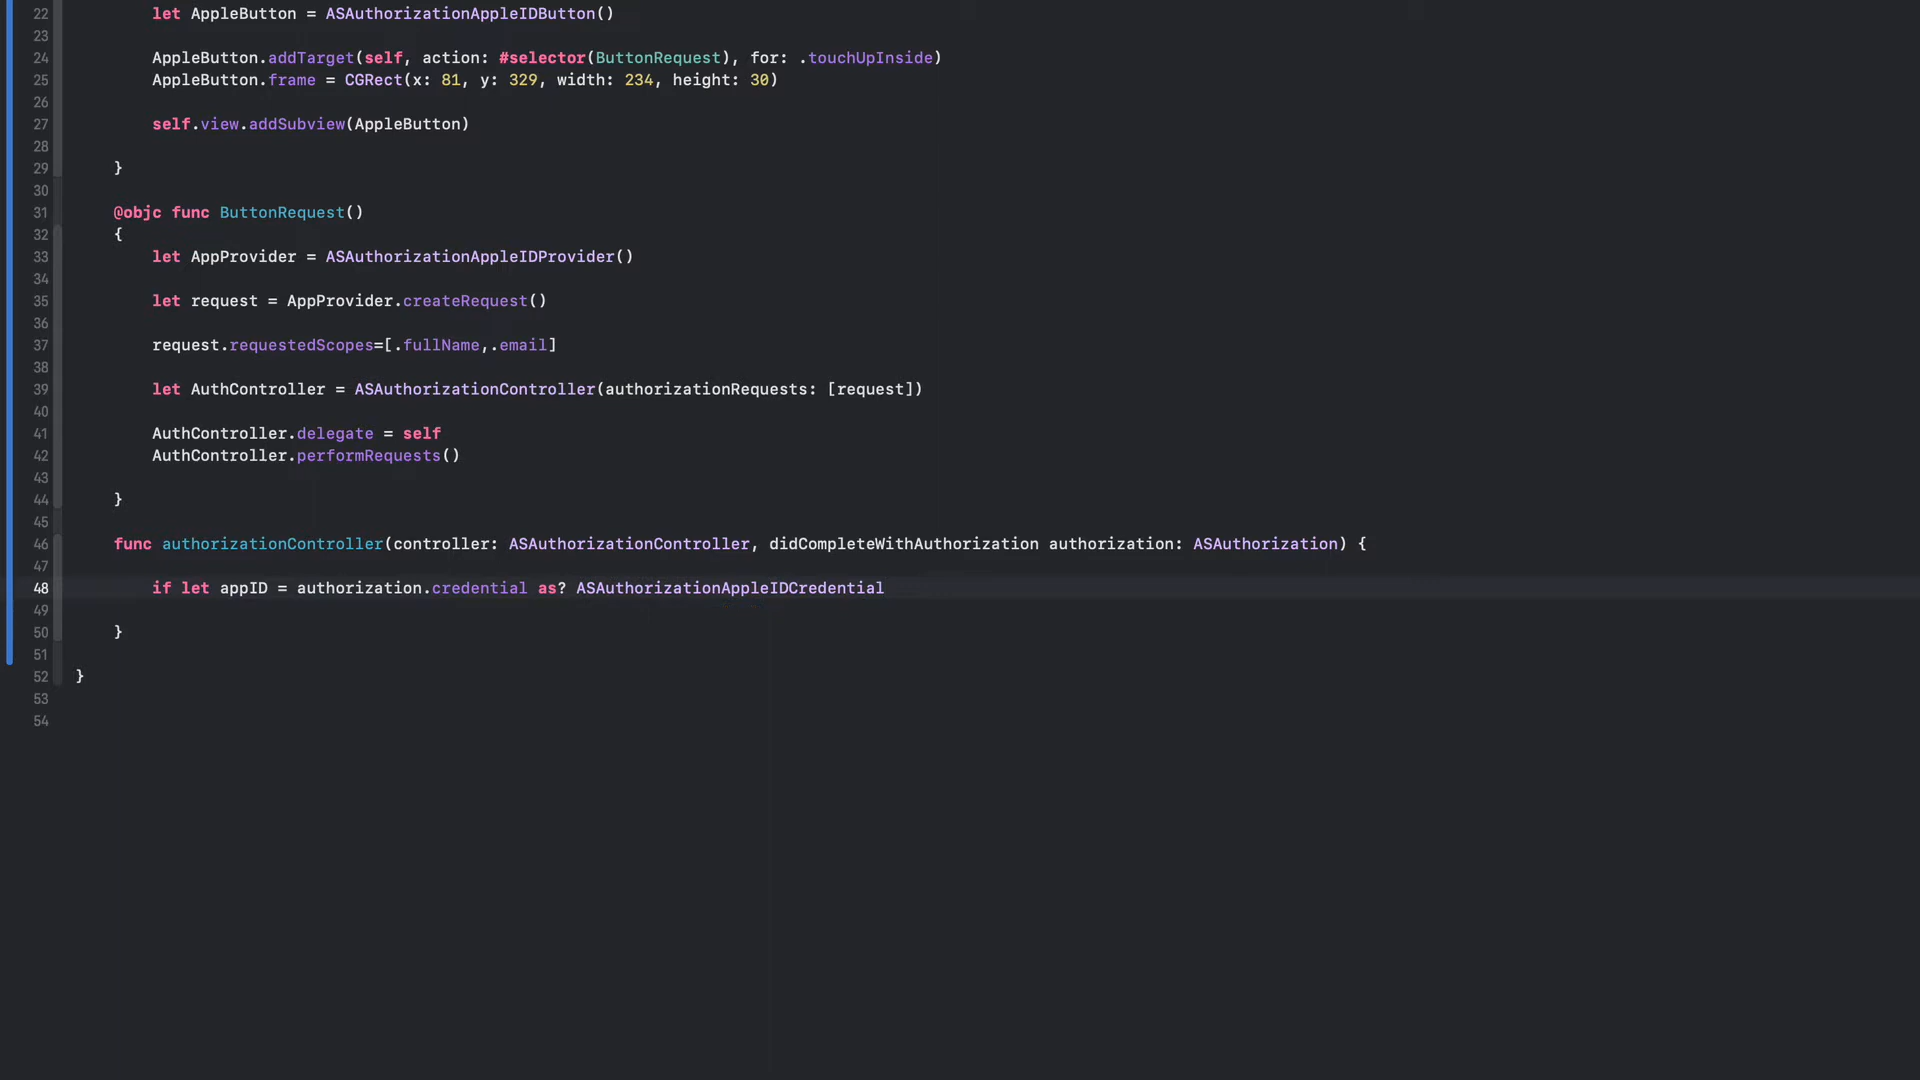 22 let AppleButton = ASAuthorizationAppleIDButton()
23
24 AppleButton.addTarget(self, action: #selector(ButtonRequest), for: .touchUpInside)
25 AppleButton.frame = CGRect(x: 81, y: 329, width: 234, height: 30)
26
27 self.view.addSubview(AppleButton)
28
29 }
30
31 @objc func ButtonRequest()
32 {
33 let AppProvider = ASAuthorizationAppleIDProvider()
34
35 let request = AppProvider.createRequest()
36
37 request.requestedScopes=[.fullName,.email]
38
39 let AuthController = ASAuthorizationController(authorizationRequests: [request])
40
41 AuthController.delegate = self
42 AuthController.performRequests()
43
44 }
45
46 func authorizationController(controller: ASAuthorizationController, didCompleteWithAuthorization authorization: ASAuthorization) {
47
48 if let appID = authorization.credential as? ASAuthorizationAppleIDCredential
49
50 }
51
52 }
53
54